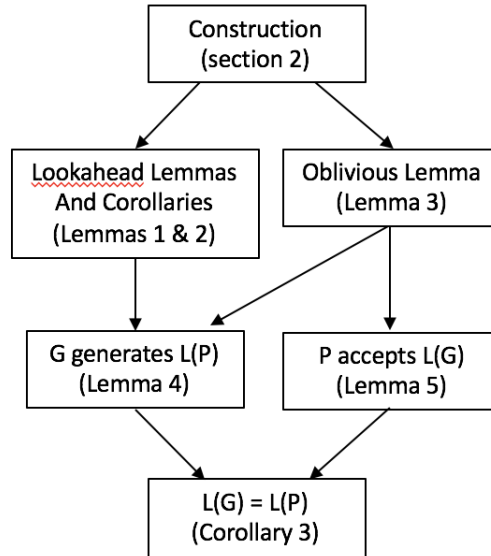 Construction
(section 2)
Lookahead Lemmas
And Corollaries
(Lemmas 1 & 2)
Oblivious Lemma
(Lemma 3)
G generates L(P)
(Lemma 4)
P accepts L(G)
(Lemma 5)
L(G) = L(P)
(Corollary 3)